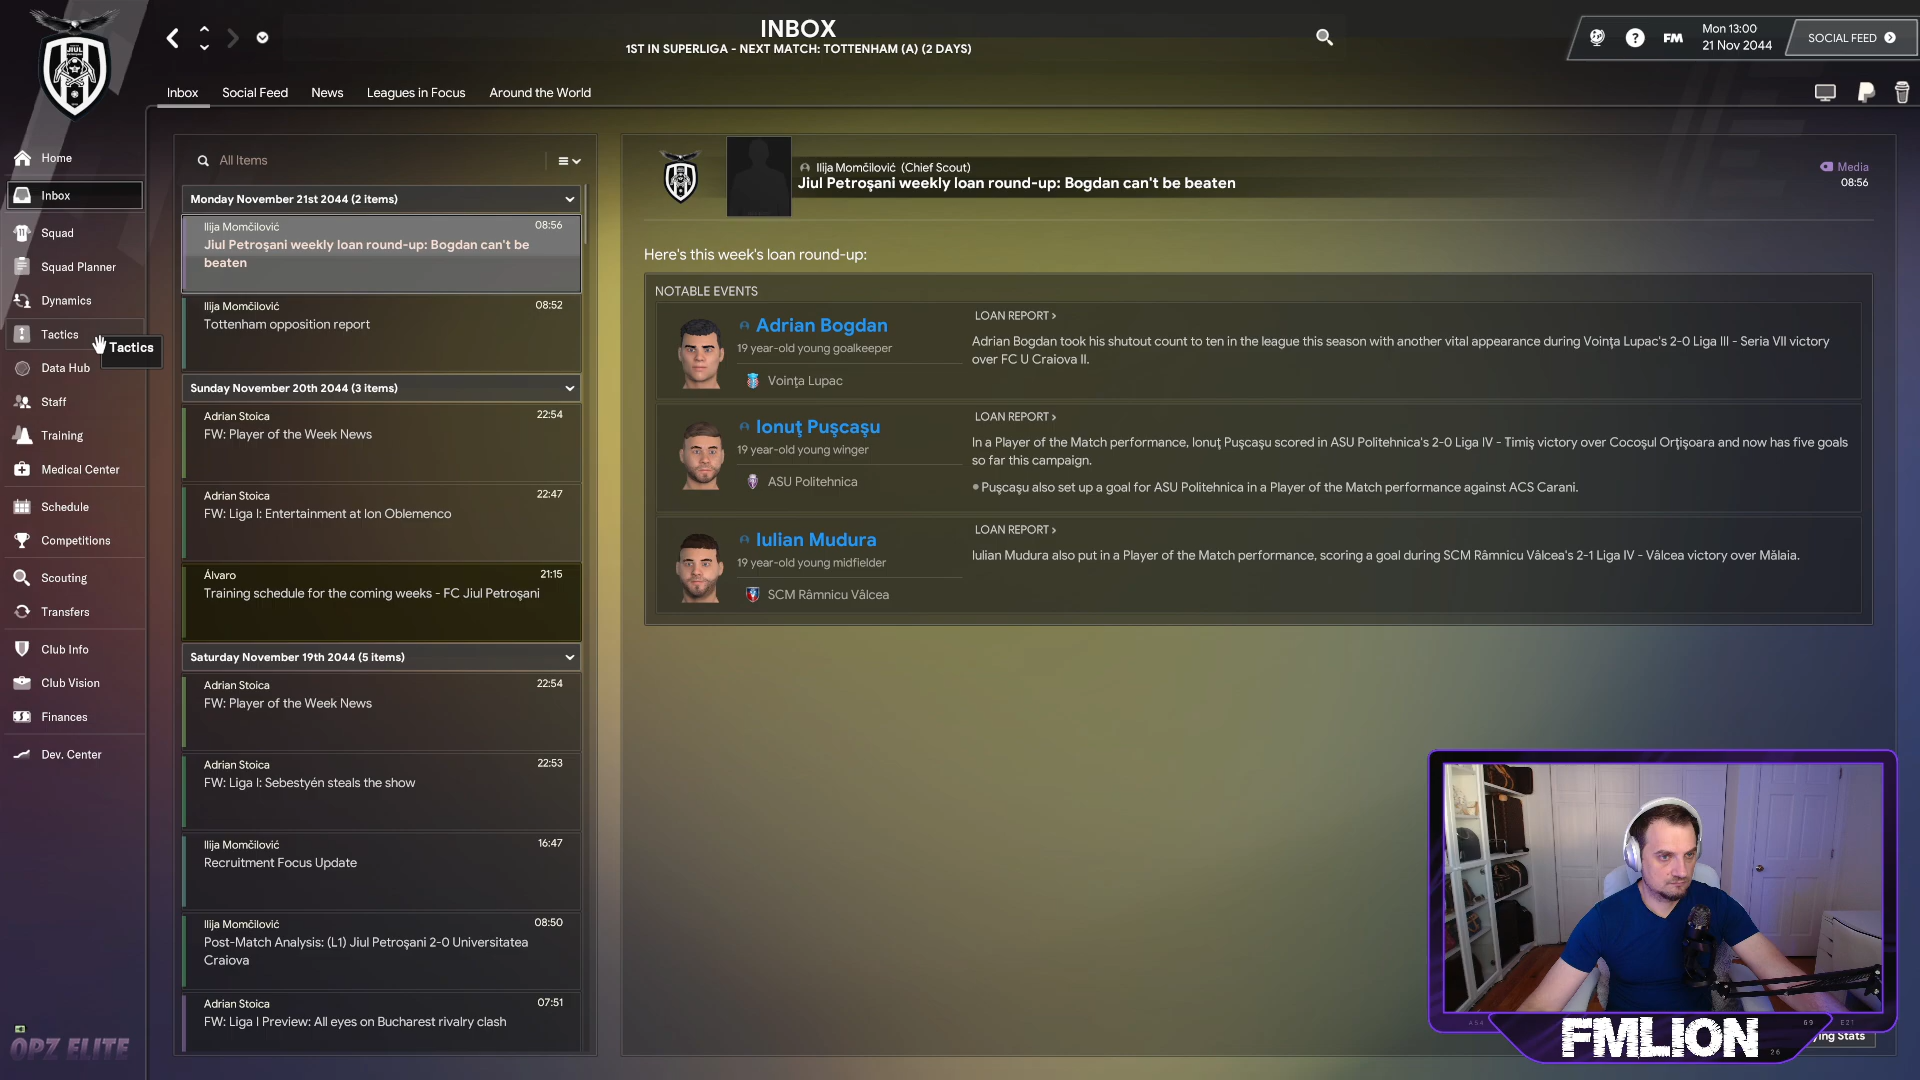 INBOX
1ST IN SUPERLIGA - NEXT MATCH: TOTTENHAM (A) (2 DAYS)
FM
Mon 13:00
21 Nov 2044
SOCIAL FEED
Inbox
Social Feed
News
Leagues in Focus
Around the World
Home
Inbox
Squad
Squad Planner
Dynamics
Tactics
Tactics
Data Hub
Staff
Training
Medical Center
Schedule
Competitions
Scouting
Transfers
Club Info
Club Vision
Finances
Dev. Center
OPZ ELITE
All Items
Monday November 21st 2044 (2 items)
Ilija Momčilović
08:56
Jiul Petroşani weekly loan round-up: Bogdan can't be
beaten
Ilija Momčilović
08:52
Tottenham opposition report
Sunday November 20th 2044 (3 items)
Adrian Stoica
22:54
FW: Player of the Week News
Adrian Stoica
22:47
FW: Liga I: Entertainment at Ion Oblemenco
Álvaro
21:15
Training schedule for the coming weeks - FC Jiul Petroşani
Saturday November 19th 2044 (5 items)
Adrian Stoica
22:54
FW: Player of the Week News
Adrian Stoica
22:53
FW: Liga I: Sebestyén steals the show
Ilija Momčilović
16:47
Recruitment Focus Update
Ilija Momčilović
08:50
Post-Match Analysis: (L1) Jiul Petroşani 2-0 Universitatea
Craiova
Adrian Stoica
07:51
FW: Liga I Preview: All eyes on Bucharest rivalry clash
Ilija Momčilović (Chief Scout)
Jiul Petroşani weekly loan round-up: Bogdan can't be beaten
Media
08:56
Here's this week's loan round-up:
NOTABLE EVENTS
Adrian Bogdan
19 year-old young goalkeeper
Voinţa Lupac
LOAN REPORT >
Adrian Bogdan took his shutout count to ten in the league this season with another vital appearance during Voinţa Lupac's 2-0 Liga III - Seria VII victory
over FC U Craiova II.
Ionuţ Puşcaşu
19 year-old young winger
ASU Politehnica
LOAN REPORT >
In a Player of the Match performance, Ionuţ Puşcaşu scored in ASU Politehnica's 2-0 Liga IV - Timiş victory over Cocoşul Orţişoara and now has five goals
so far this campaign.
• Puşcaşu also set up a goal for ASU Politehnica in a Player of the Match performance against ACS Carani.
Iulian Mudura
19 year-old young midfielder
SCM Râmnicu Vâlcea
LOAN REPORT >
Iulian Mudura also put in a Player of the Match performance, scoring a goal during SCM Râmnicu Vâlcea's 2-1 Liga IV - Vâlcea victory over Mălaia.
FMLION
Stats